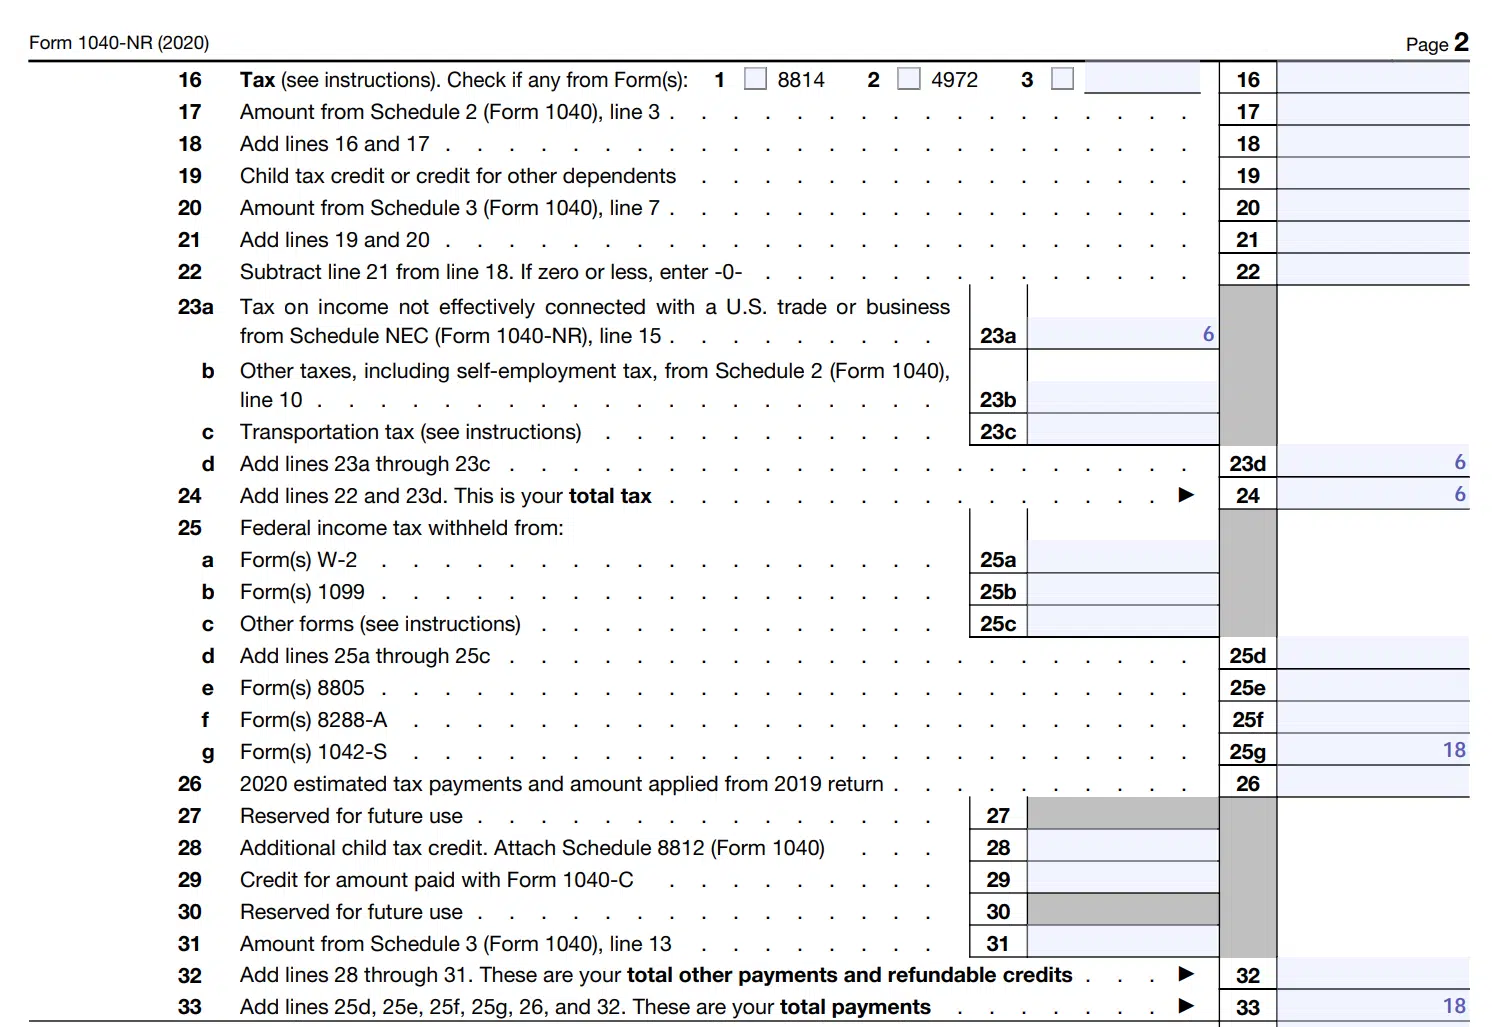 Form 1040-NR (2020) Page 2
16 Tax (see instructions). Check if any from Form(s): 1 8814 2 4972 3 16
17 Amount from Schedule 2 (Form 1040), line 3 . . . . . . . . . . . . . . . . . 17
18 Add lines 16 and 17 . . . . . . . . . . . . . . . . . . . . . . . . 18
19 Child tax credit or credit for other dependents . . . . . . . . . . . . . . . . 19
20 Amount from Schedule 3 (Form 1040), line 7 . . . . . . . . . . . . . . . . . 20
21 Add lines 19 and 20 . . . . . . . . . . . . . . . . . . . . . . . . 21
22 Subtract line 21 from line 18. If zero or less, enter -0- . . . . . . . . . . . . . . 22
23a Tax on income not effectively connected with a U.S. trade or business
from Schedule NEC (Form 1040-NR), line 15 . . . . . . . . . 23a 6
b Other taxes, including self-employment tax, from Schedule 2 (Form 1040),
line 10 . . . . . . . . . . . . . . . . . . . . 23b
c Transportation tax (see instructions) . . . . . . . . . . . 23c
d Add lines 23a through 23c . . . . . . . . . . . . . . . . . . . . . . 23d 6
24 Add lines 22 and 23d. This is your total tax . . . . . . . . . . . . . . . . ▶ 24 6
25 Federal income tax withheld from:
a Form(s) W-2 . . . . . . . . . . . . . . . . . . 25a
b Form(s) 1099 . . . . . . . . . . . . . . . . . . 25b
c Other forms (see instructions) . . . . . . . . . . . . . 25c
d Add lines 25a through 25c . . . . . . . . . . . . . . . . . . . . . . 25d
e Form(s) 8805 . . . . . . . . . . . . . . . . . . . . . . . . . . 25e
f Form(s) 8288-A . . . . . . . . . . . . . . . . . . . . . . . . . 25f
g Form(s) 1042-S . . . . . . . . . . . . . . . . . . . . . . . . . 25g 18
26 2020 estimated tax payments and amount applied from 2019 return . . . . . . . . . . 26
27 Reserved for future use . . . . . . . . . . . . . . . 27
28 Additional child tax credit. Attach Schedule 8812 (Form 1040) . . . 28
29 Credit for amount paid with Form 1040-C . . . . . . . . . 29
30 Reserved for future use . . . . . . . . . . . . . . . 30
31 Amount from Schedule 3 (Form 1040), line 13 . . . . . . . . 31
32 Add lines 28 through 31. These are your total other payments and refundable credits . . . ▶ 32
33 Add lines 25d, 25e, 25f, 25g, 26, and 32. These are your total payments . . . . . . . ▶ 33 18